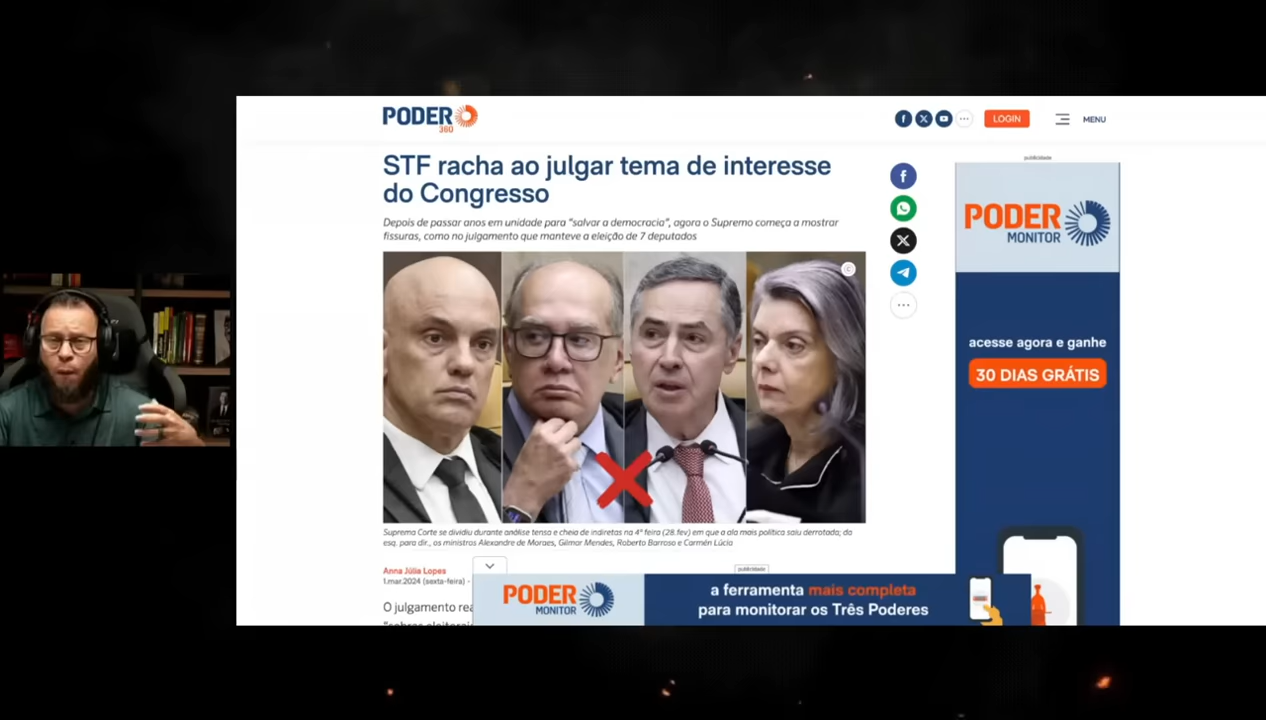 PODER
360
LOGIN
MENU
STF racha ao julgar tema de interesse
do Congresso
Depois de passar anos em unidade para "salvar a democracia", agora o Supremo começa a mostrar
fissuras, como no julgamento que manteve a eleição de 7 deputados
publicidade
PODER
MONITOR
acesse agora e ganhe
30 DIAS GRÁTIS
Suprema Corte se dividiu durante análise tensa e cheia de indiretas na 4ª feira (28.fev) em que a ala mais política saiu derrotada; da
esq. para dir., os ministros Alexandre de Moraes, Gilmar Mendes, Roberto Barroso e Carmén Lúcia
Anna Júlia Lopes
1.mar.2024 (sexta-feira) -
publicidade
O julgamento rea
PODER
MONITOR
a ferramenta mais completa
para monitorar os Três Poderes